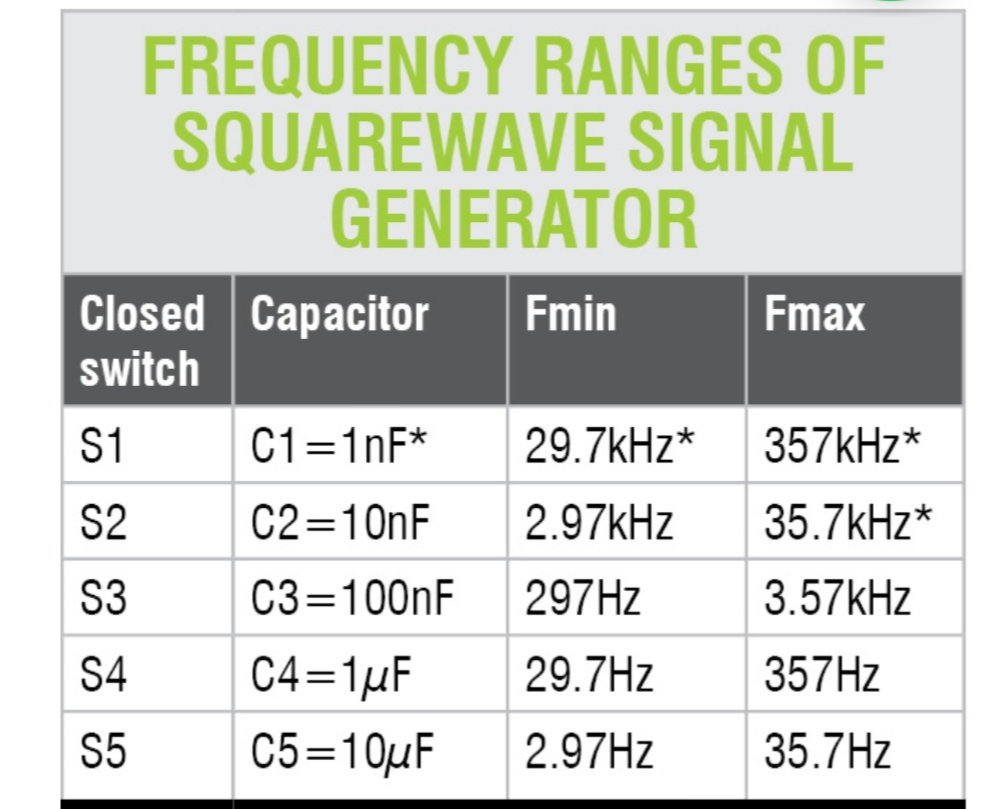 FREQUENCY RANGES OF
SQUAREWAVE SIGNAL
GENERATOR
Closed switch Capacitor Fmin Fmax
S1 C1=1nF* 29.7kHz* 357kHz*
S2 C2=10nF 2.97kHz 35.7kHz*
S3 C3=100nF 297Hz 3.57kHz
S4 C4=1μF 29.7Hz 357Hz
S5 C5=10μF 2.97Hz 35.7Hz